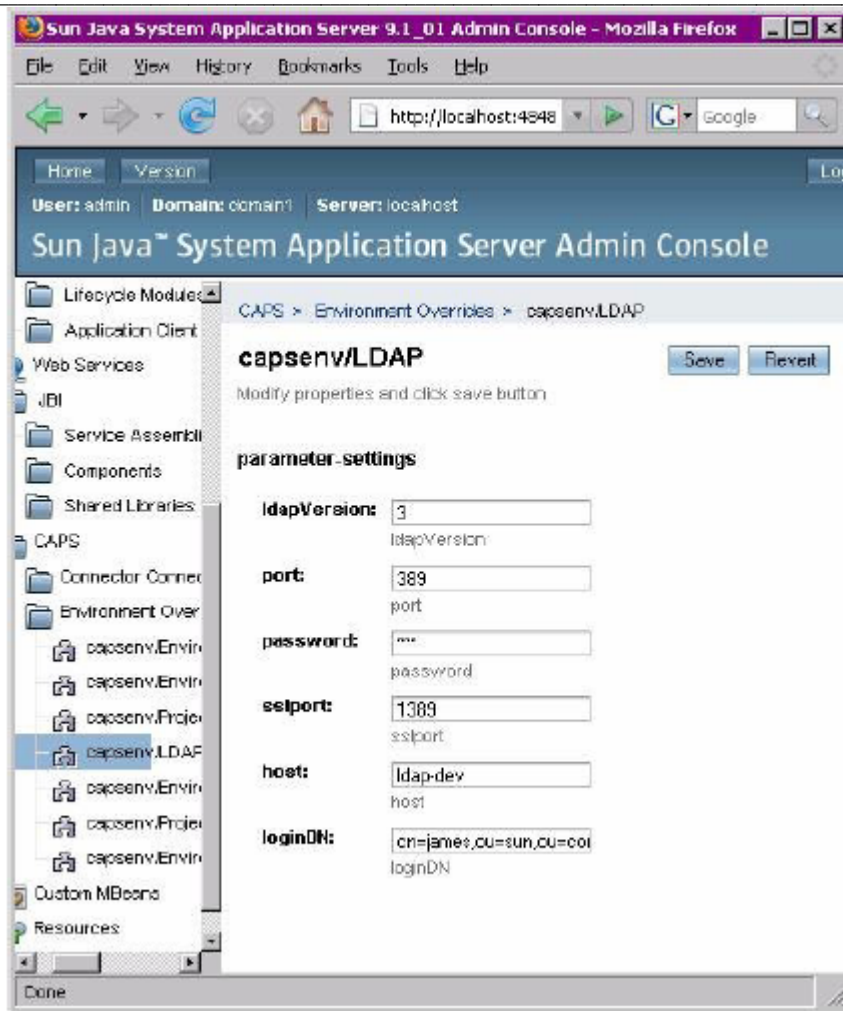 Sun Java System Application Server 9.1_01 Admin Console - Mozilla Firefox
File Edit View History Bookmarks Tools Help
http://localhost:4848 G Google
Home Version Lo
User: admin Domain: domain1 Server: localhost
Sun Java™ System Application Server Admin Console
Lifecycle Modules
Application Client
Web Services
JBI
Service Assembli
Components
Shared Libraries
CAPS
Connector Connec
Environment Over
capsenv/Envir
capsenv/Envir
capsenv/Projec
capsenv/LDAP
capsenv/Envir
capsenv/Projec
capsenv/Envir
Custom MBeans
Resources
CAPS > Environment Overrides > capsenv/LDAP
capsenv/LDAP
Save Revert
Modify properties and click save button
parameter-settings
ldapVersion: 3
ldapVersion
port: 389
port
password: ****
password
sslport: 1389
sslport
host: ldap-dev
host
loginDN: cn=james,ou=sun,ou=co
loginDN
Done